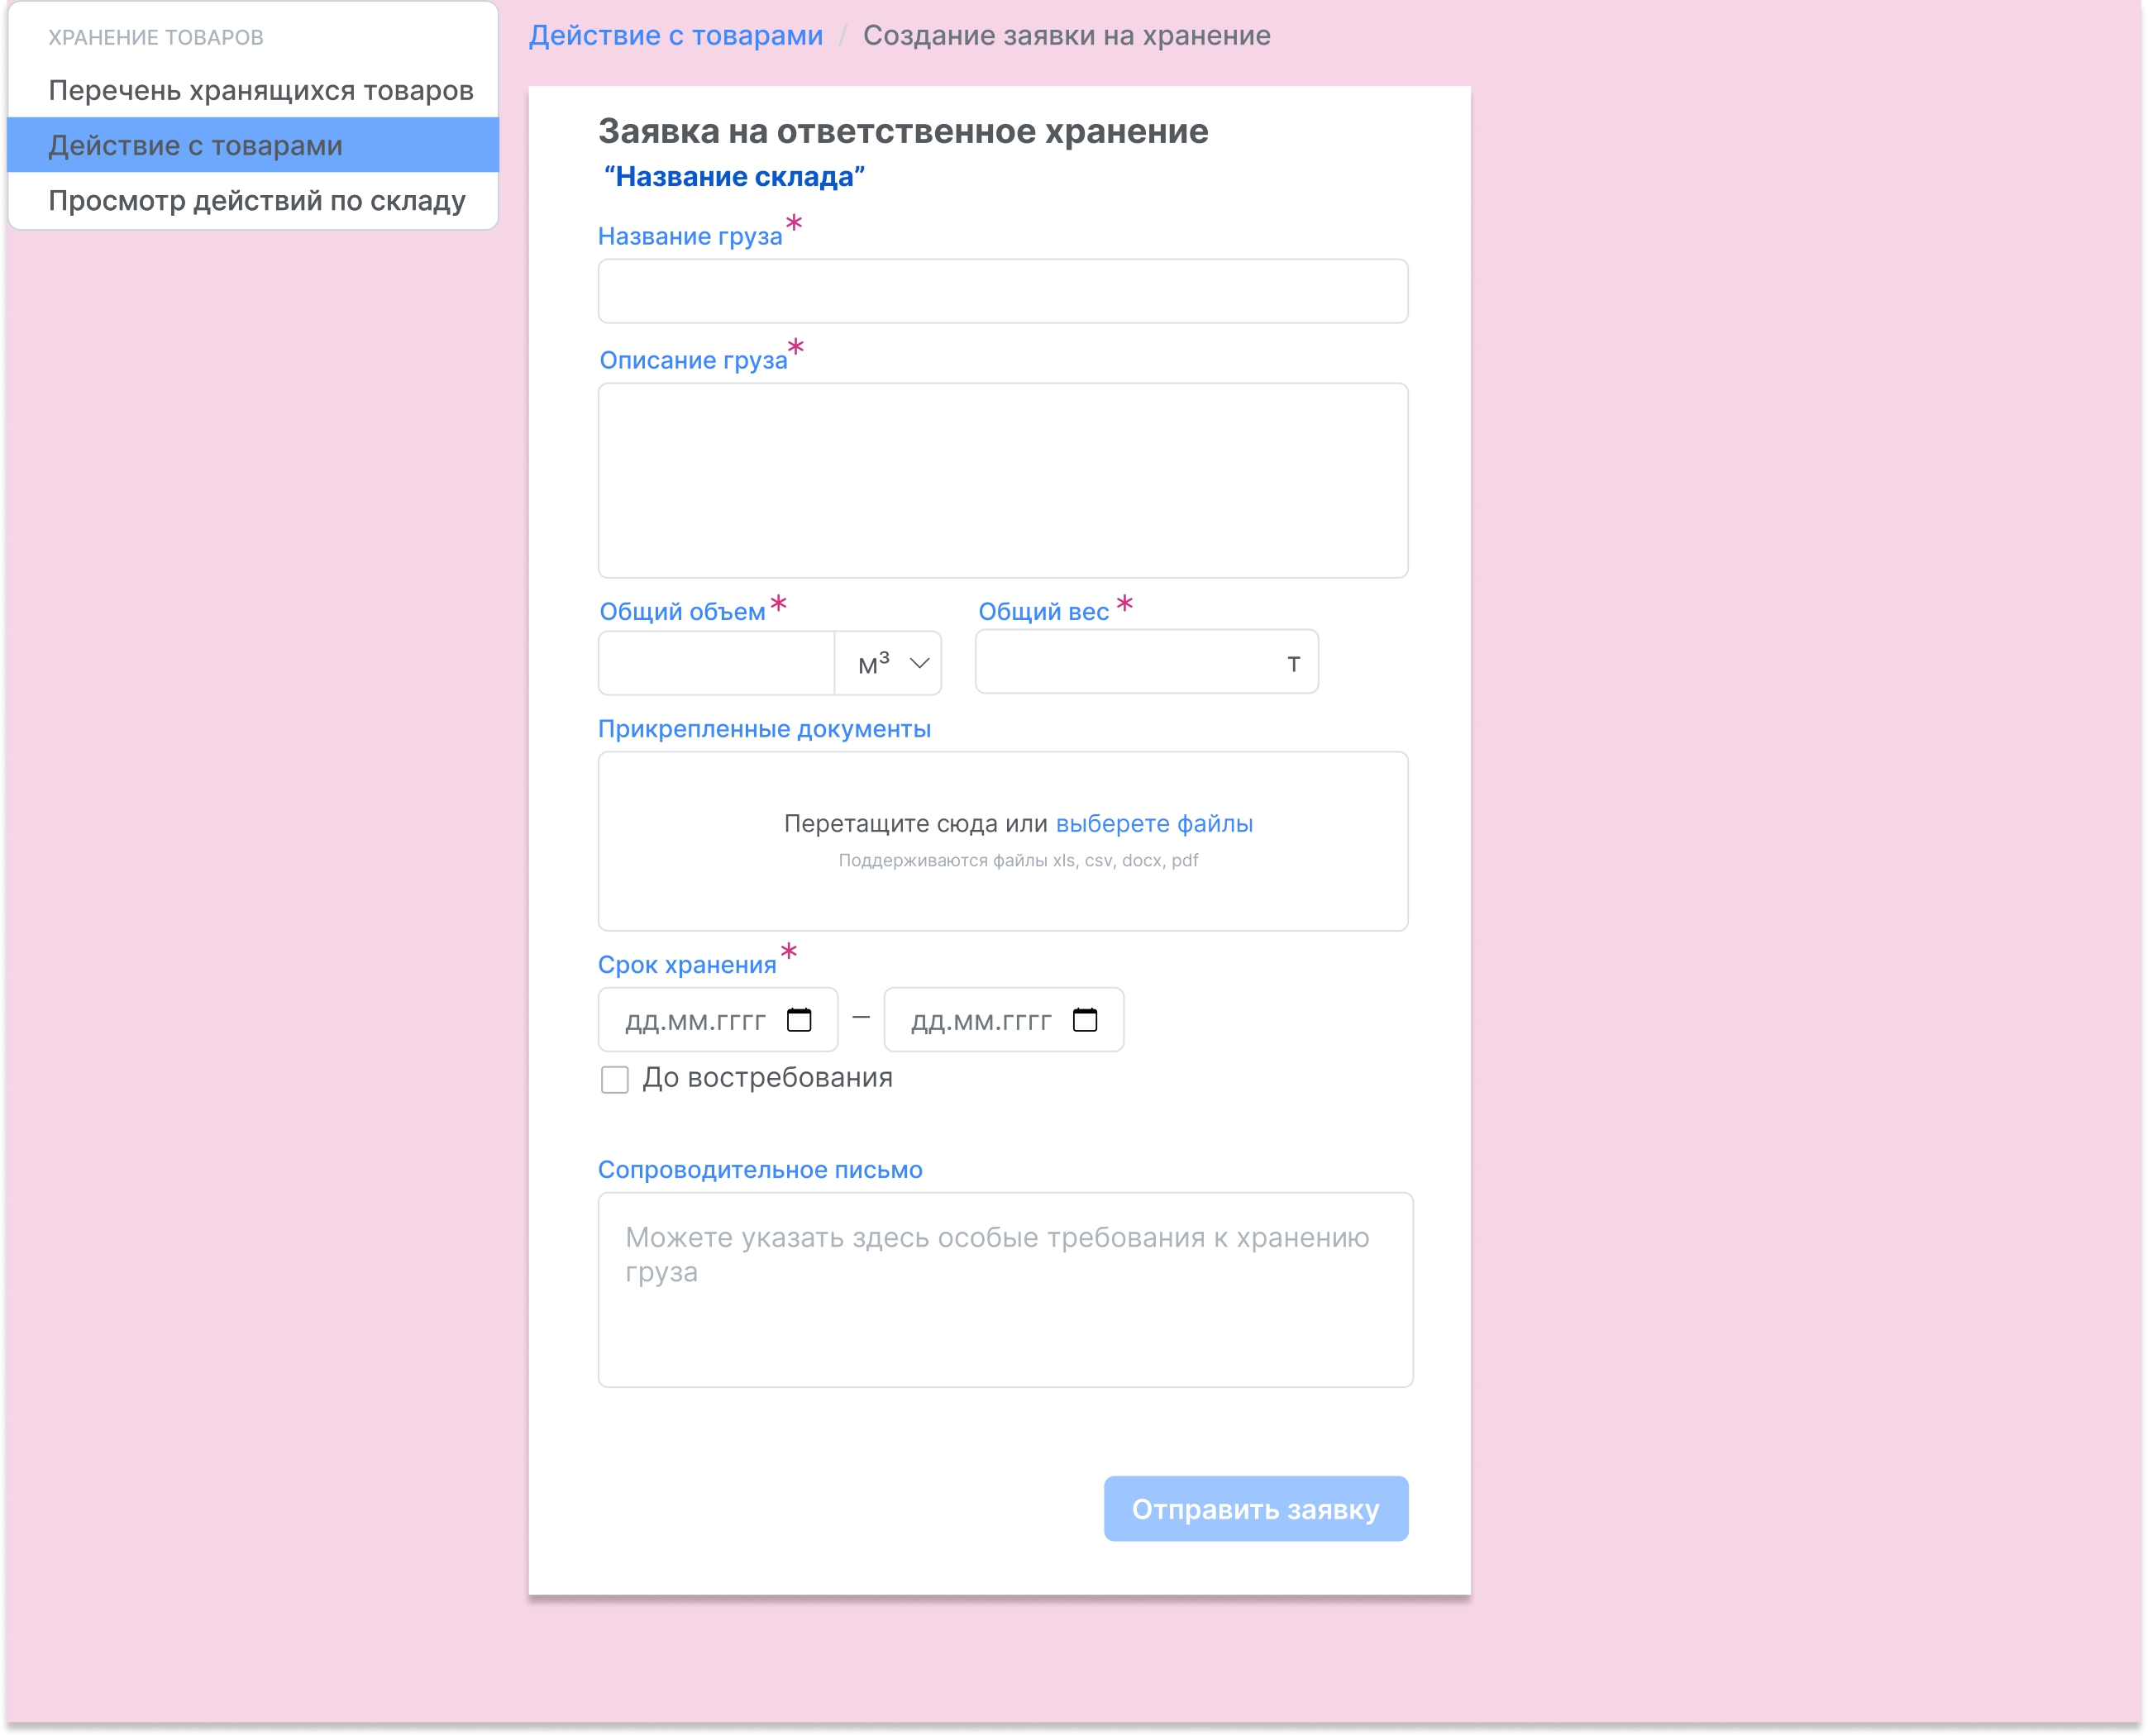 ХРАНЕНИЕ ТОВАРОВ
Перечень хранящихся товаров
Действие с товарами
Просмотр действий по складу
Действие с товарами / Создание заявки на хранение
Заявка на ответственное хранение
“Название склада”
Название груза*
Описание груза*
Общий объем* Общий вес *
м³ т
Прикрепленные документы
Перетащите сюда или выберете файлы
Поддерживаются файлы xls, csv, docx, pdf
Срок хранения*
дд.мм.гггг – дд.мм.гггг
До востребования
Сопроводительное письмо
Можете указать здесь особые требования к хранению
груза
Отправить заявку